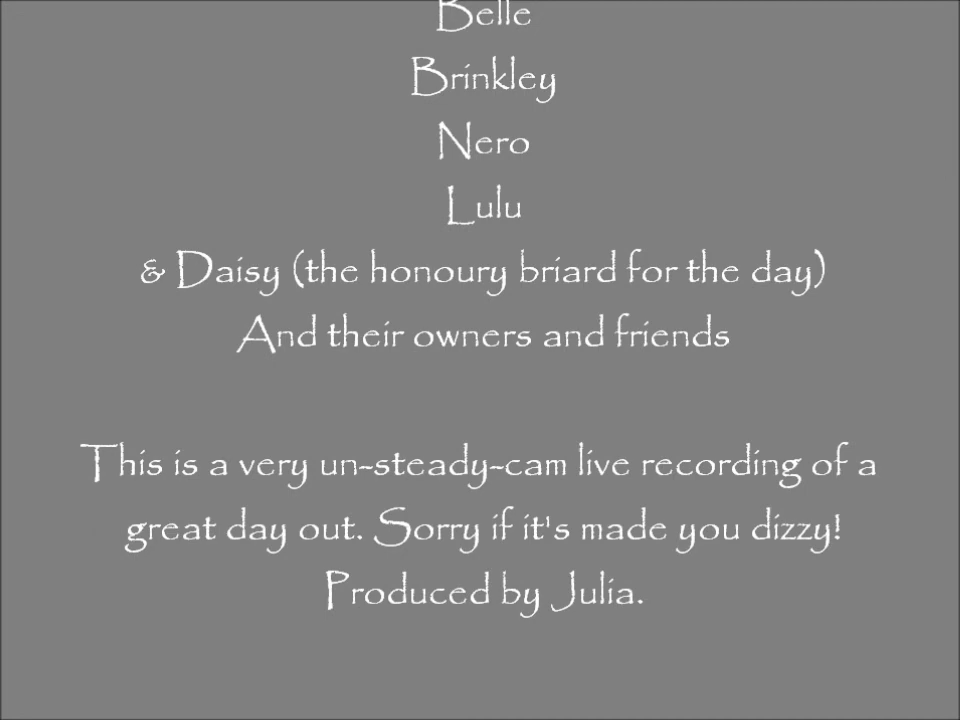 Belle
Brinkley
Nero
Lulu
& Daisy (the honoury briard for the day)
And their owners and friends
This is a very un-steady-cam live recording of a
great day out. Sorry if it's made you dizzy!
Produced by Julia.